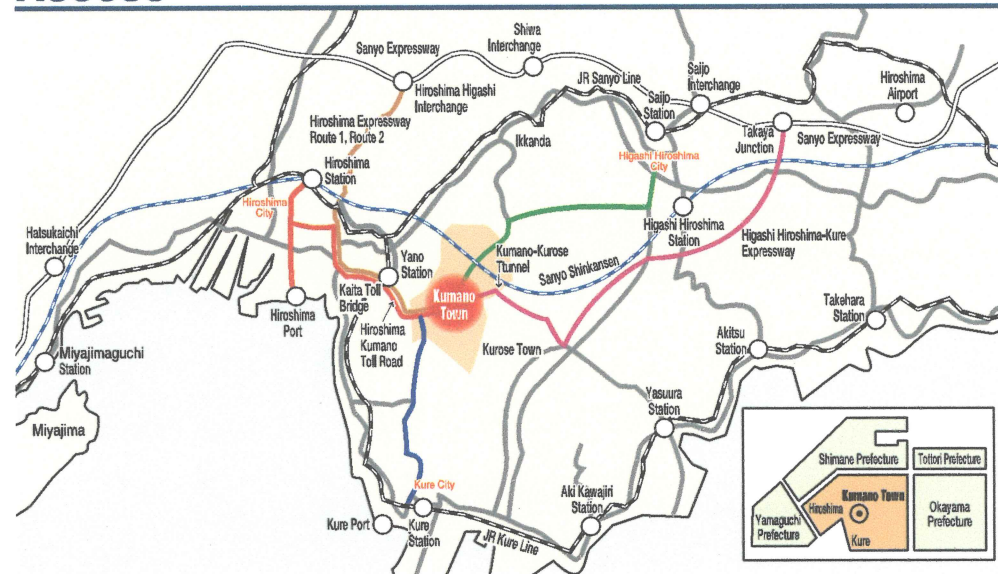 Sanyo Expressway
Shiwa
Interchange
Hiroshima Higashi
Interchange
JR Sanyo Line
Saijo
Interchange
Saijo
Station
Hiroshima
Airport
Takaya
Junction
Sanyo Expressway
Hiroshima Expressway
Route 1, Route 2
Ikkanda
Hiroshima
Station
Higashi Hiroshima
City
Hiroshima
City
Higashi Hiroshima
Station
Hatsukaichi
Interchange
Yano
Station
Kumano-Kurose
Ttunnel
Sanyo Shinkansen
Higashi Hiroshima-Kure
Expressway
Kaita Toll
Bridge
Kumano
Town
Hiroshima
Port
Hiroshima
Kumano
Toll Road
Takehara
Station
Kurose Town
Akitsu
Station
Miyajimaguchi
Station
Miyajima
Yasuura
Station
Kure City
Aki Kawajiri
Station
Kure Port
Kure
Station
JR Kure Line
Shimane Prefecture
Tottori Prefecture
Kumano Town
Hiroshima
Yamaguchi
Prefecture
Okayama
Prefecture
Kure